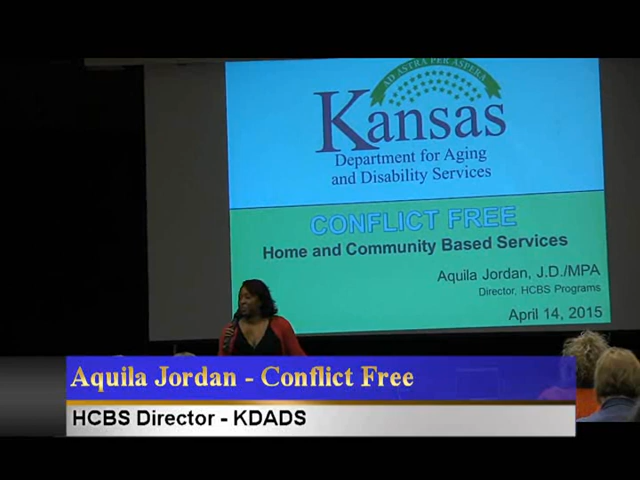 AD ASTRA PER ASPERA
Kansas
Department for Aging
and Disability Services
CONFLICT FREE
Home and Community Based Services
Aquila Jordan, J.D./MPA
Director, HCBS Programs
April 14, 2015
Aquila Jordan - Conflict Free
HCBS Director - KDADS